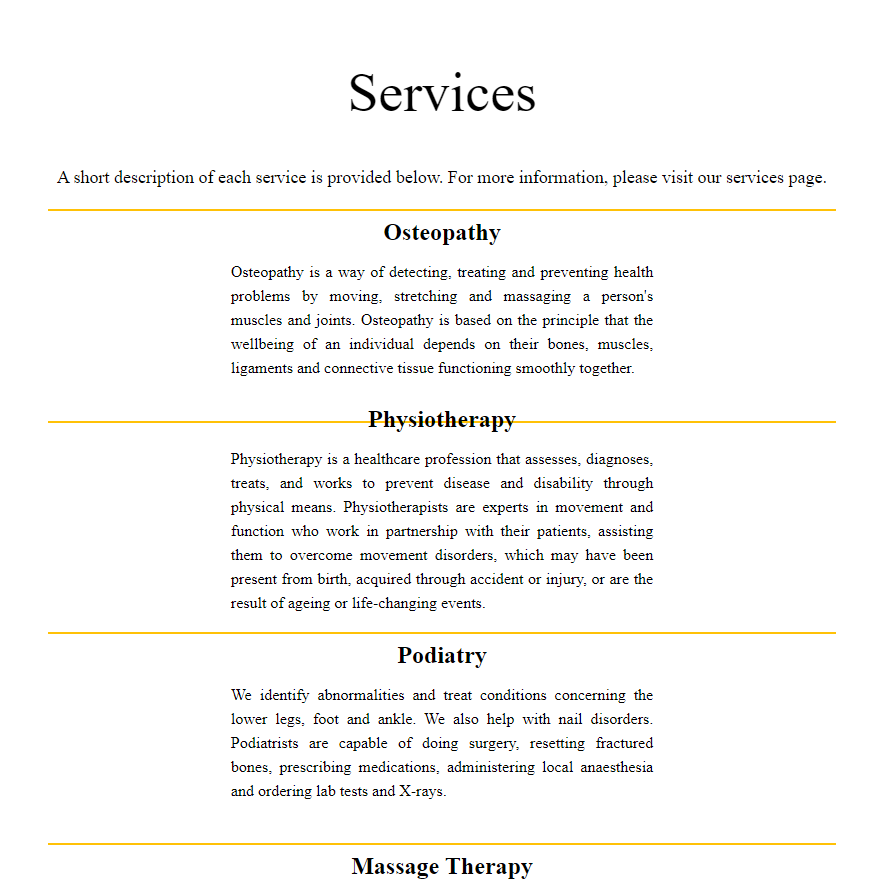 Services
A short description of each service is provided below. For more information, please visit our services page.
Osteopathy
Osteopathy is a way of detecting, treating and preventing health
problems by moving, stretching and massaging a person's
muscles and joints. Osteopathy is based on the principle that the
wellbeing of an individual depends on their bones, muscles,
ligaments and connective tissue functioning smoothly together.
Physiotherapy
Physiotherapy is a healthcare profession that assesses, diagnoses,
treats, and works to prevent disease and disability through
physical means. Physiotherapists are experts in movement and
function who work in partnership with their patients, assisting
them to overcome movement disorders, which may have been
present from birth, acquired through accident or injury, or are the
result of ageing or life-changing events.
Podiatry
We identify abnormalities and treat conditions concerning the
lower legs, foot and ankle. We also help with nail disorders.
Podiatrists are capable of doing surgery, resetting fractured
bones, prescribing medications, administering local anaesthesia
and ordering lab tests and X-rays.
Massage Therapy